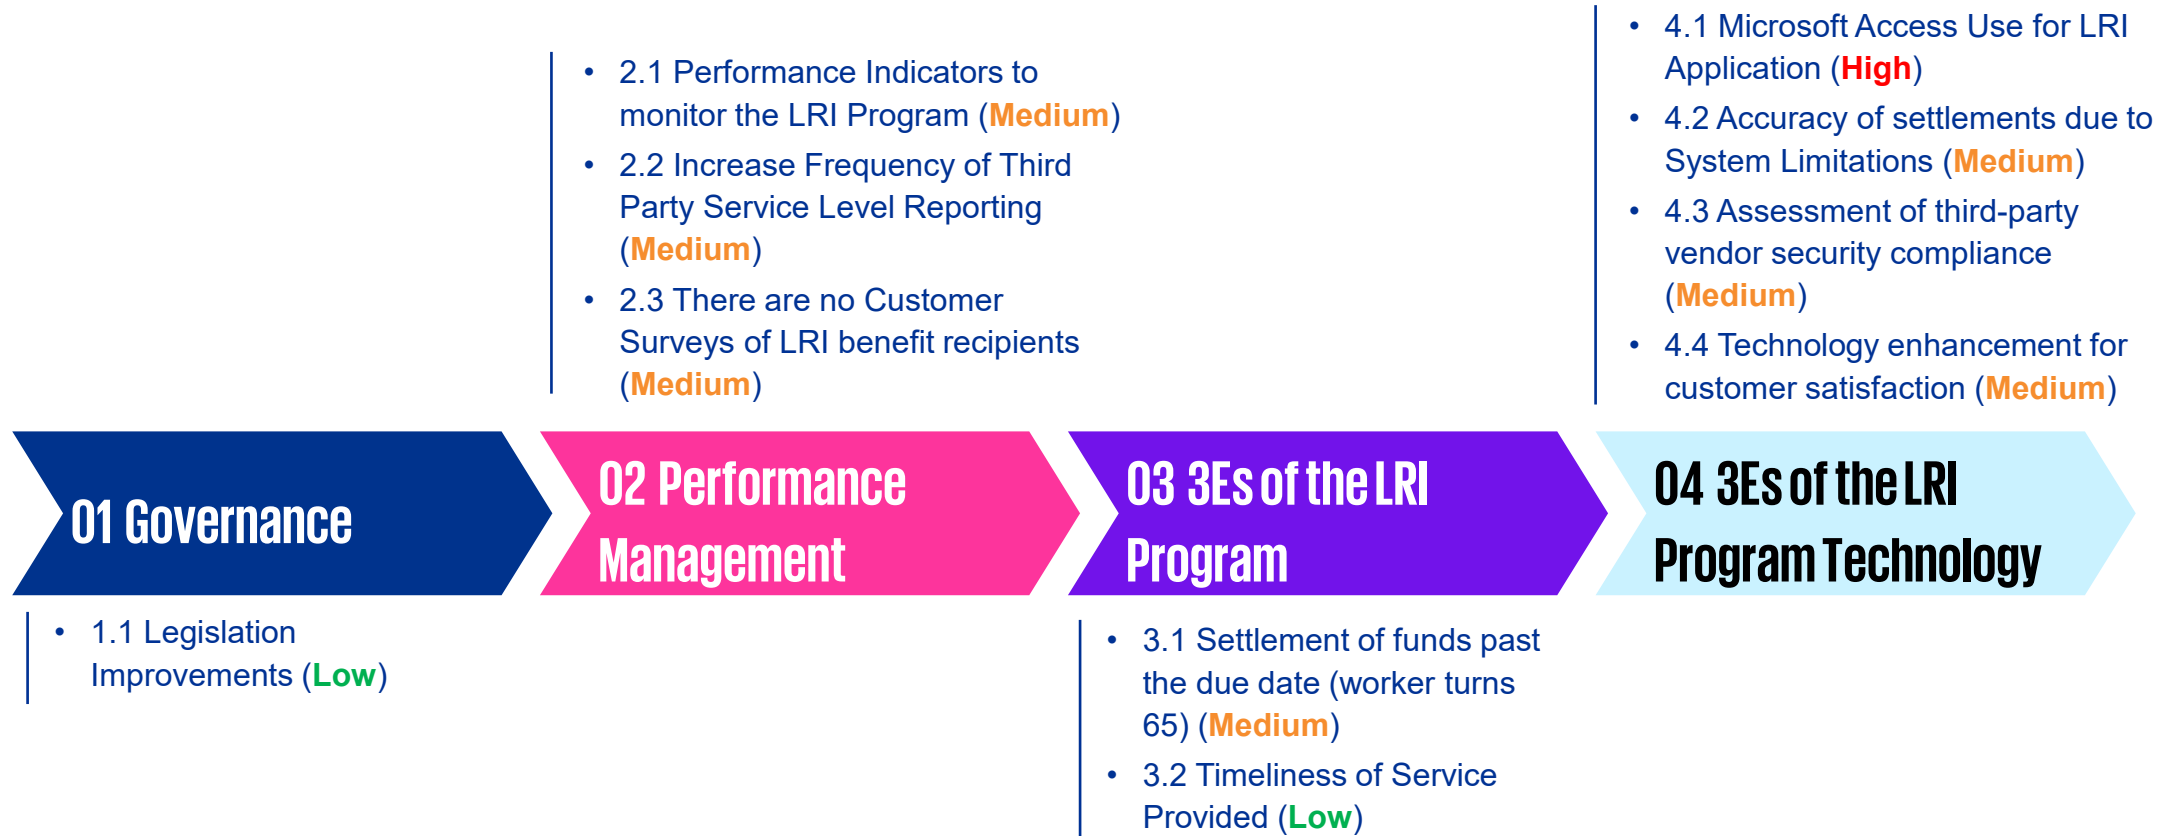 01 Governance
• 1.1 Legislation
Improvements (Low)
• 2.1 Performance Indicators to
monitor the LRI Program (Medium)
• 2.2 Increase Frequency of Third
Party Service Level Reporting
(Medium)
• 2.3 There are no Customer
Surveys of LRI benefit recipients
(Medium)
02 Performance
Management
03 3Es of the LRI
Program
• 3.1 Settlement of funds past
the due date (worker turns
65) (Medium)
• 3.2 Timeliness of Service
Provided (Low)
• 4.1 Microsoft Access Use for LRI
Application (High)
• 4.2 Accuracy of settlements due to
System Limitations (Medium)
• 4.3 Assessment of third-party
vendor security compliance
(Medium)
• 4.4 Technology enhancement for
customer satisfaction (Medium)
04 3Es of the LRI
Program Technology